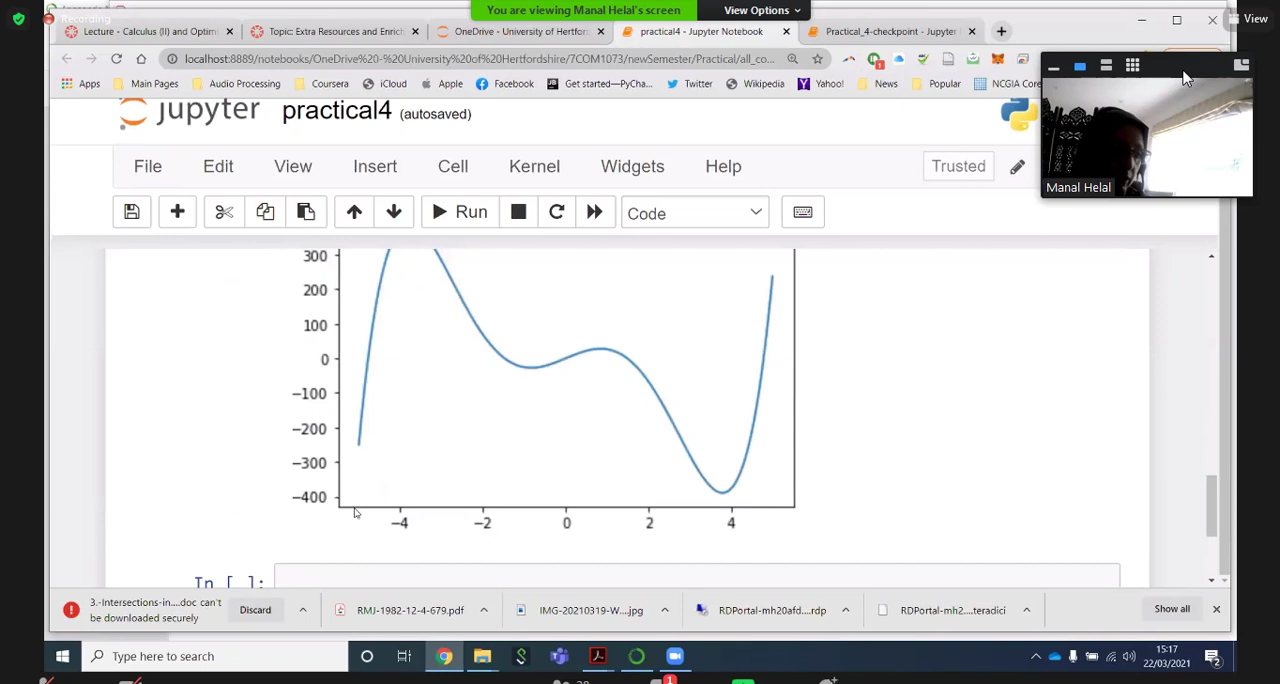 You are viewing Manal Helal's screen
View Options
Recording
View
Lecture - Calculus (II) and Optim
Topic: Extra Resources and Enrich
OneDrive - University of Hertfor
practical4 - Jupyter Notebook
Practical_4-checkpoint - Jupyter
localhost:8889/notebooks/OneDrive%20-%20University%20of%20Hertfordshire/7COM1073/newSemester/Practical/all_co...
Apps
Main Pages
Audio Processing
Coursera
iCloud
Apple
Facebook
Get started—PyCha...
Twitter
Wikipedia
Yahoo!
News
Popular
NCGIA Core
jupyter
practical4 (autosaved)
File
Edit
View
Insert
Cell
Kernel
Widgets
Help
Trusted
Manal Helal
Run
Code
300
200
100
0
−100
−200
−300
−400
−4
−2
0
2
4
In [ ]:
3.-Intersections-in....doc can't be downloaded securely
Discard
RMJ-1982-12-4-679.pdf
IMG-20210319-W....jpg
RDPortal-mh20afd....rdp
RDPortal-mh2....teradici
Show all
Type here to search
15:17
22/03/2021
2
1